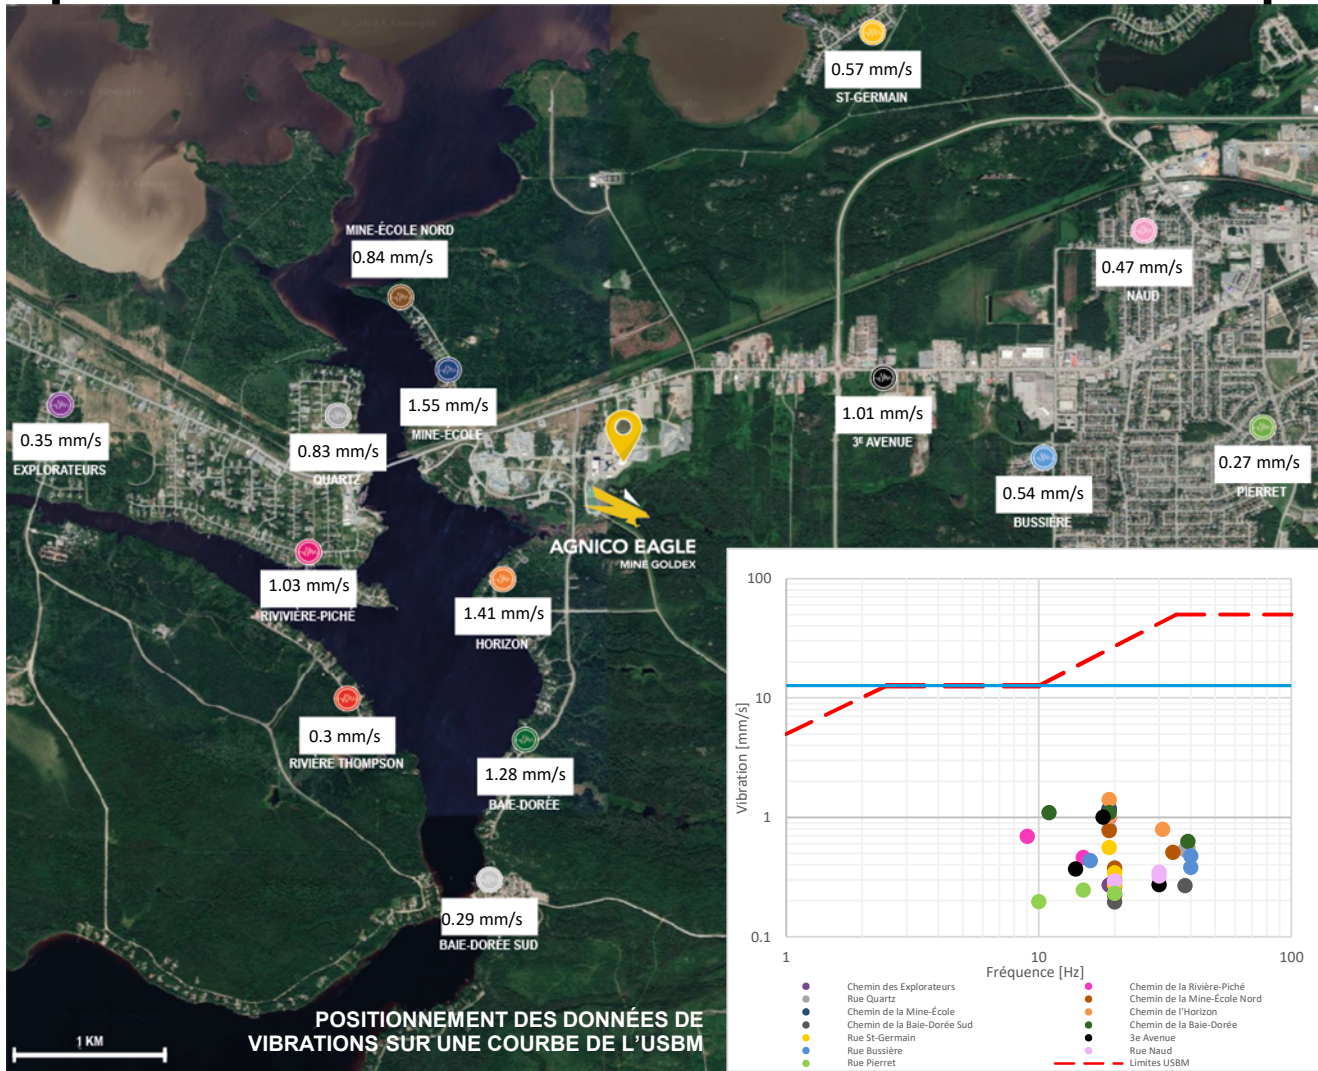 0.57 mm/s
ST-GERMAIN
MINE-ÉCOLE NORD
0.84 mm/s
0.47 mm/s
NAUD
1.55 mm/s
MINE-ÉCOLE
0.35 mm/s
EXPLORATEURS
0.83 mm/s
QUARTZ
1.01 mm/s
3E AVENUE
0.27 mm/s
PIERRET
0.54 mm/s
BUSSIÈRE
AGNICO EAGLE
MINE GOLDEX
1.03 mm/s
RIVIVIÈRE-PICHÉ
1.41 mm/s
HORIZON
0.3 mm/s
RIVIÈRE THOMPSON
1.28 mm/s
BAIE-DORÉE
0.29 mm/s
BAIE-DORÉE SUD
POSITIONNEMENT DES DONNÉES DE
VIBRATIONS SUR UNE COURBE DE L'USBM
1 KM
100
10
1
0.1
Vibration [mm/s]
1
10
100
Fréquence [Hz]
Chemin des Explorateurs
Chemin de la Rivière-Piché
Rue Quartz
Chemin de la Mine-École Nord
Chemin de la Mine-École
Chemin de l'Horizon
Chemin de la Baie-Dorée Sud
Chemin de la Baie-Dorée
Rue St-Germain
3e Avenue
Rue Bussière
Rue Naud
Rue Pierret
Limites USBM